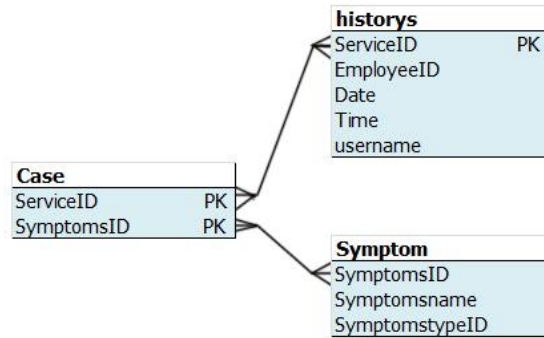 historys
ServiceID PK
EmployeeID
Date
Time
username
Case
ServiceID PK
SymptomsID PK
Symptom
SymptomsID
Symptomsname
SymptomstypeID